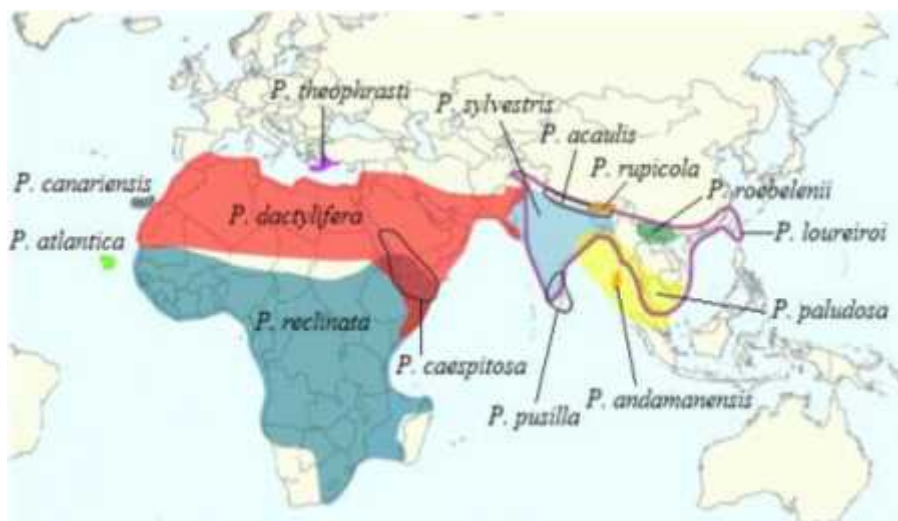 P. theophrasti
P. sylvestris
P. acaulis
P. rupicola
P. canariensis
P. roebelenii
P. dactylifera
P. atlantica
P. loureiroi
P. reclinata
P. paludosa
P. caespitosa
P. pusilla
P. andamanensis